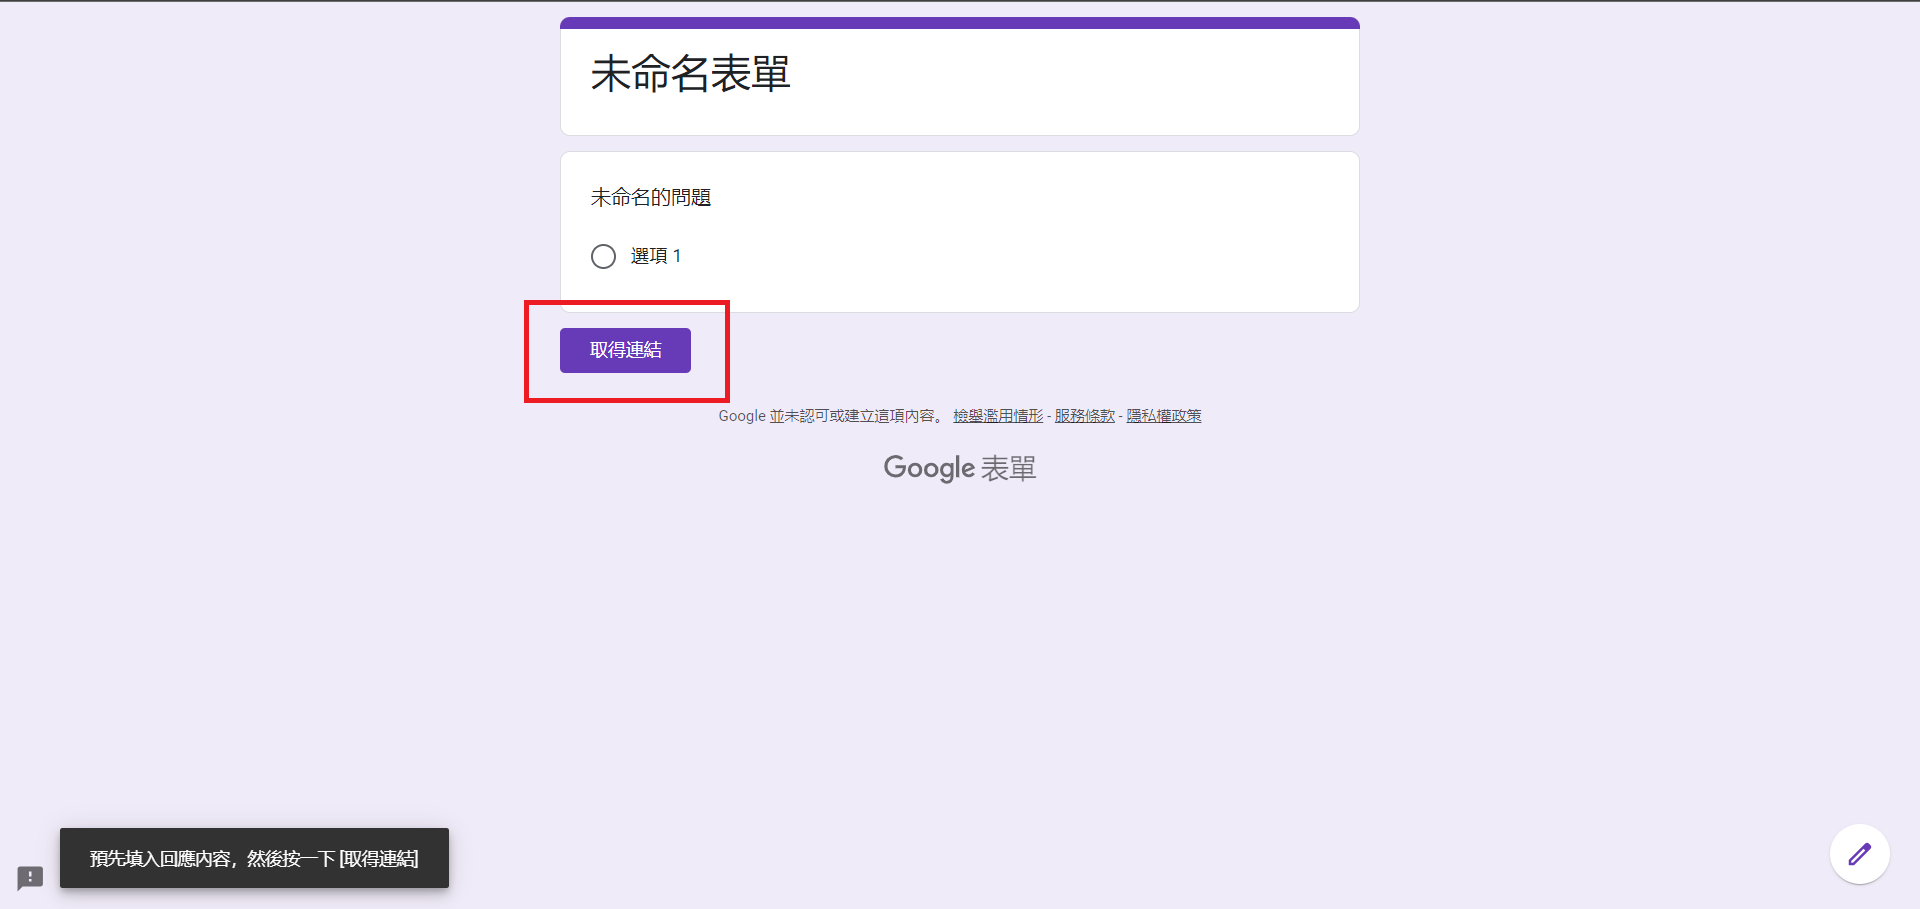 未命名表單
未命名的問題
選項 1
取得連結
Google 並未認可或建立這項內容。 檢舉濫用情形 - 服務條款 - 隱私權政策
Google 表單
預先填入回應內容，然後按一下 [取得連結]